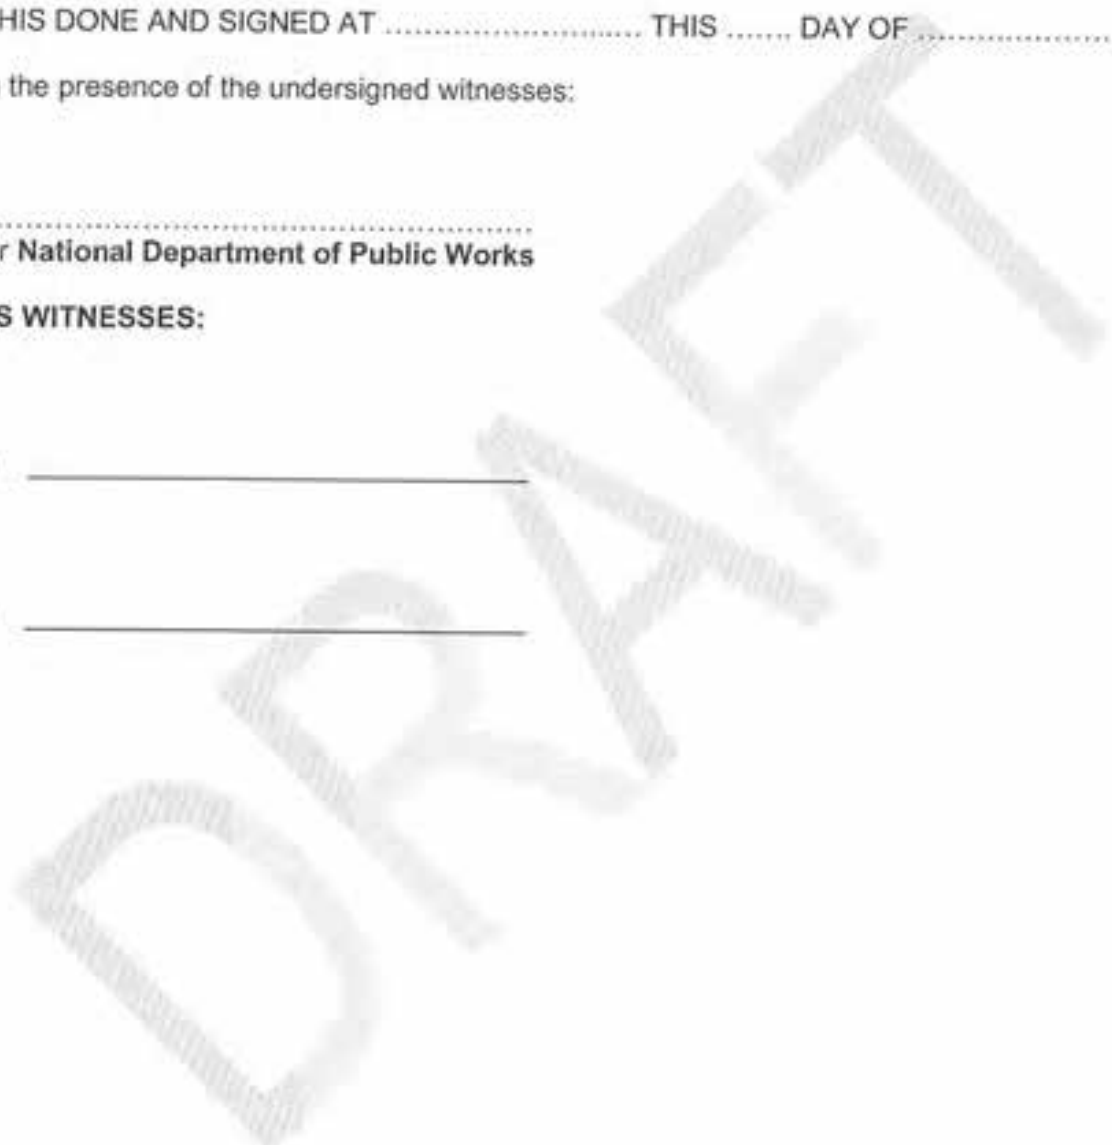 HIS DONE AND SIGNED AT ............................ THIS ....... DAY OF ........................
the presence of the undersigned witnesses:
..............................................................
r National Department of Public Works
S WITNESSES:
DRAFT